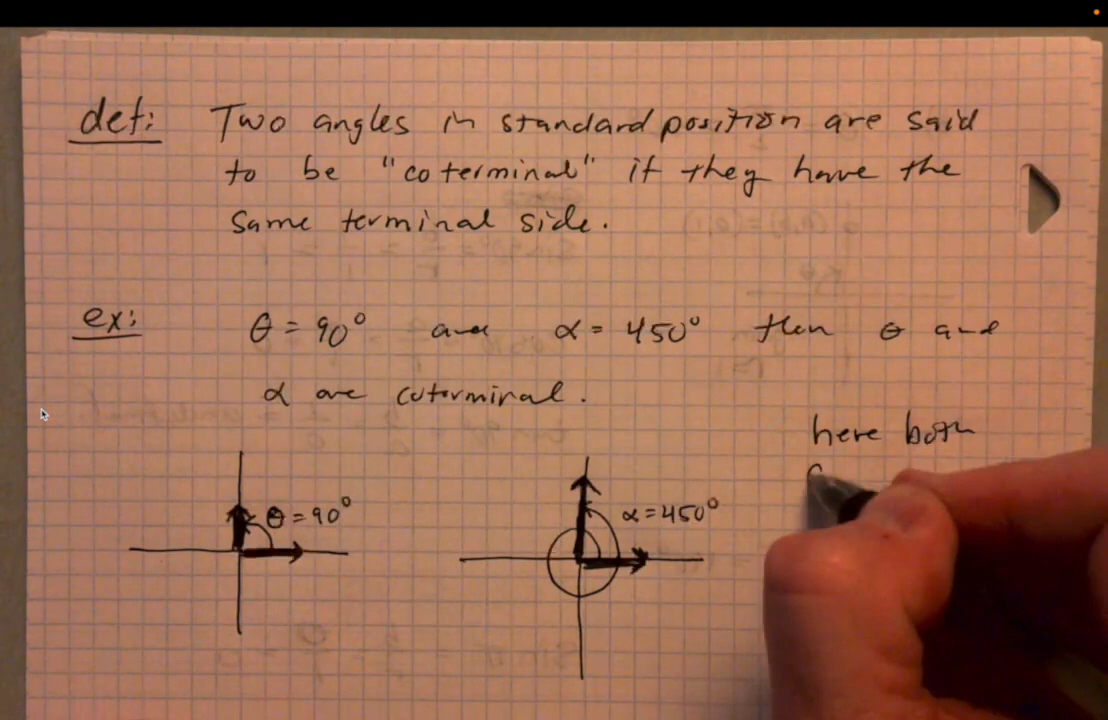 def: Two angles in standard position are said
to be "coterminal" if they have the
same terminal side.
ex: θ = 90° and α = 450° then θ and
α are coterminal.
here both
θ = 90°
α = 450°